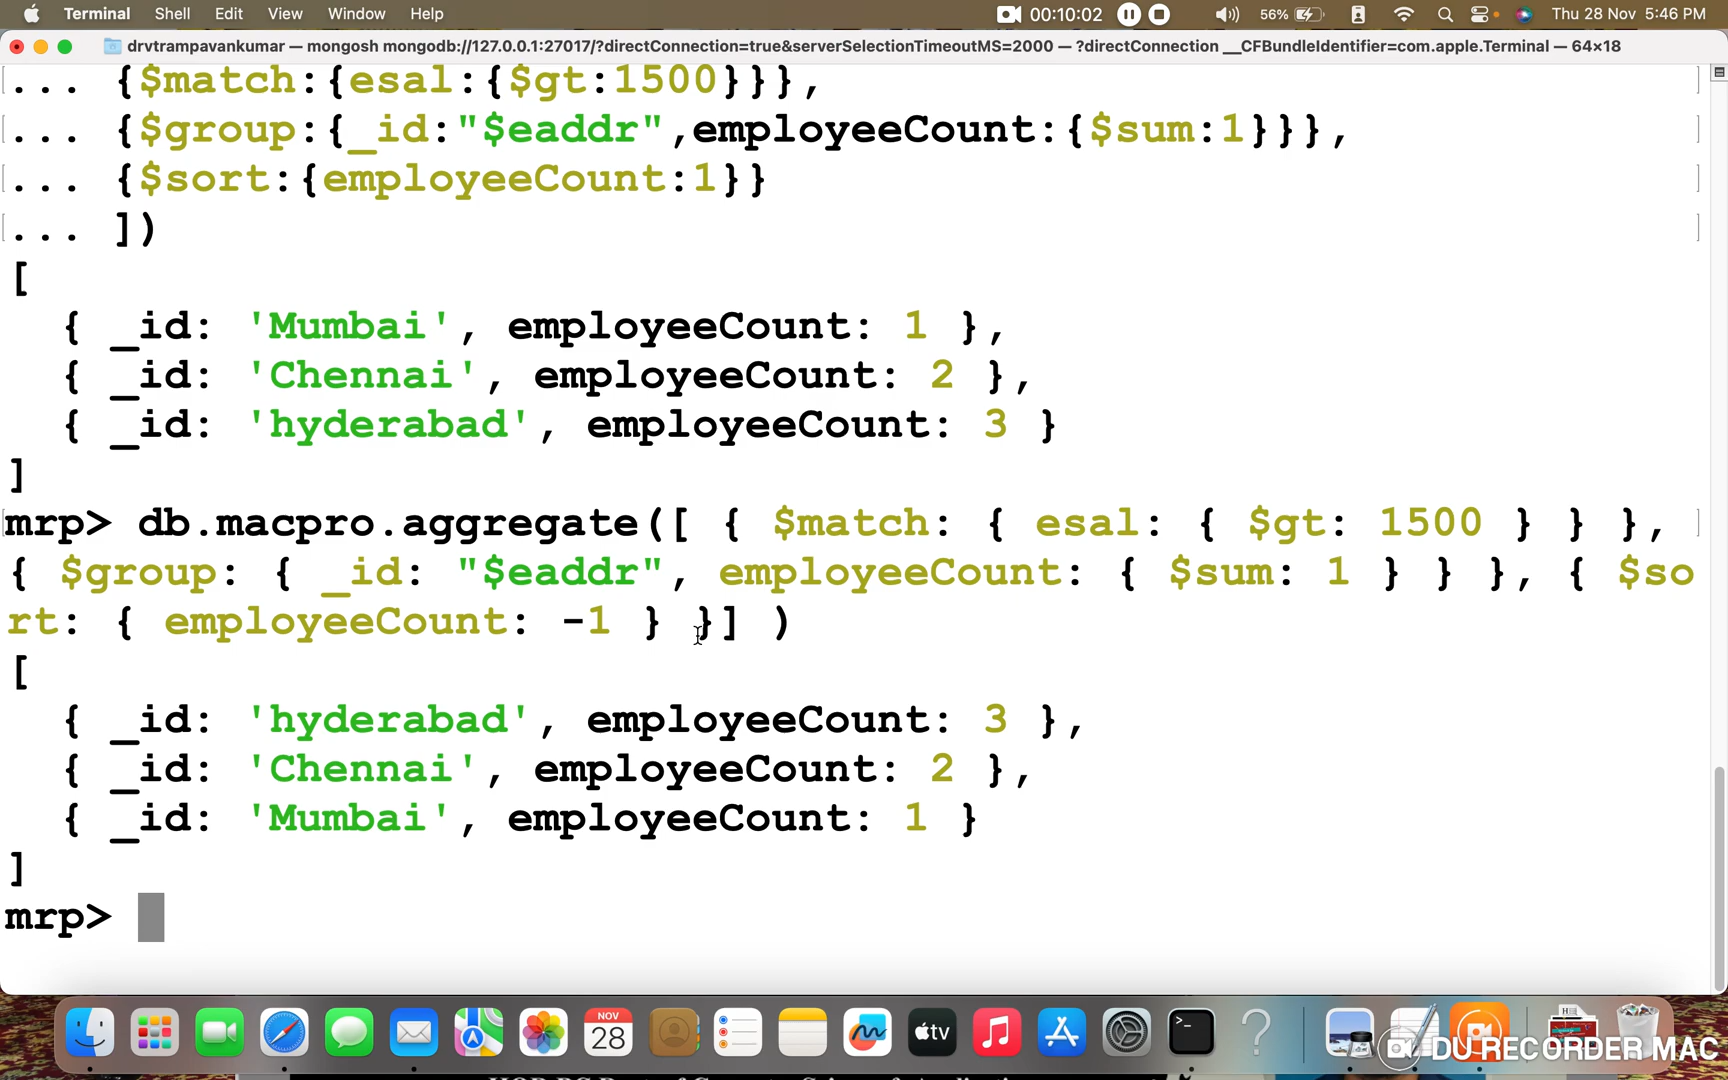 Terminal Shell Edit View Window Help 00:10:02 56% Thu 28 Nov 5:46 PM
drvtrampavankumar — mongosh mongodb://127.0.0.1:27017/?directConnection=true&serverSelectionTimeoutMS=2000 — ?directConnection __CFBundleIdentifier=com.apple.Terminal — 64×18
... {$match:{esal:{$gt:1500}}},
... {$group:{_id:"$eaddr",employeeCount:{$sum:1}}},
... {$sort:{employeeCount:1}}
... ])
[
{ _id: 'Mumbai', employeeCount: 1 },
{ _id: 'Chennai', employeeCount: 2 },
{ _id: 'hyderabad', employeeCount: 3 }
]
mrp> db.macpro.aggregate([ { $match: { esal: { $gt: 1500 } } },
{ $group: { _id: "$eaddr", employeeCount: { $sum: 1 } } }, { $so
rt: { employeeCount: -1 } }] )
[
{ _id: 'hyderabad', employeeCount: 3 },
{ _id: 'Chennai', employeeCount: 2 },
{ _id: 'Mumbai', employeeCount: 1 }
]
mrp>
NOV
28
tv
>_
?
DU RECORDER MAC